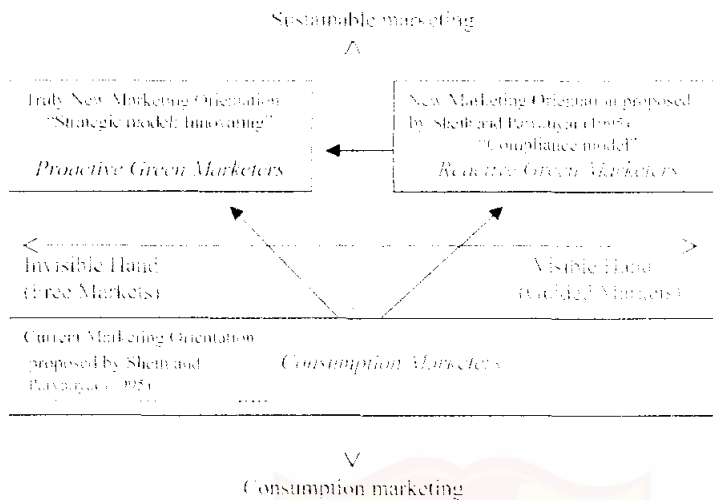 Sustainable marketing
Truly New Marketing Orientation
"Strategic model: Innovating"
Proactive Green Marketers
New Marketing Orientation proposed
by Sheth and Parvatiyar (1995)
"Compliance model"
Reactive Green Marketers
Invisible Hand
(Free Markets)
Visible Hand
(Guided Markets)
Current Marketing Orientation
proposed by Sheth and
Parvatiyar (1995)
Consumption Marketers
Consumption marketing